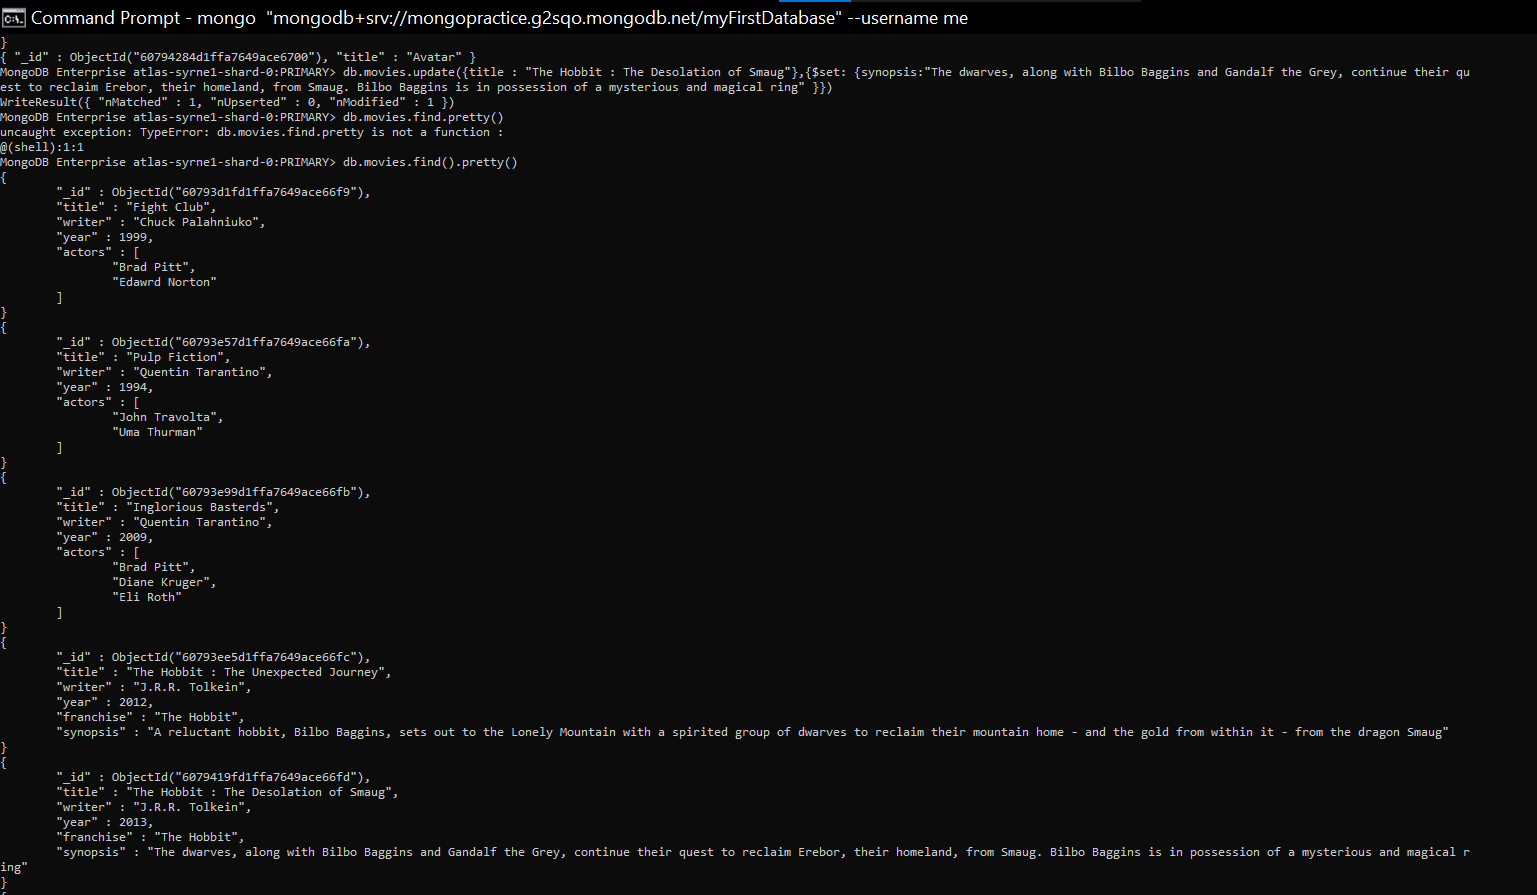 Command Prompt - mongo "mongodb+srv://mongopractice.g2sqo.mongodb.net/myFirstDatabase" --username me
}
{ "_id" : ObjectId("60794284d1ffa7649ace6700"), "title" : "Avatar" }
MongoDB Enterprise atlas-syrne1-shard-0:PRIMARY> db.movies.update({title : "The Hobbit : The Desolation of Smaug"},{$set: {synopsis:"The dwarves, along with Bilbo Baggins and Gandalf the Grey, continue their qu
est to reclaim Erebor, their homeland, from Smaug. Bilbo Baggins is in possession of a mysterious and magical ring" }})
WriteResult({ "nMatched" : 1, "nUpserted" : 0, "nModified" : 1 })
MongoDB Enterprise atlas-syrne1-shard-0:PRIMARY> db.movies.find.pretty()
uncaught exception: TypeError: db.movies.find.pretty is not a function :
@(shell):1:1
MongoDB Enterprise atlas-syrne1-shard-0:PRIMARY> db.movies.find().pretty()
{
"_id" : ObjectId("60793d1fd1ffa7649ace66f9"),
"title" : "Fight Club",
"writer" : "Chuck Palahniuko",
"year" : 1999,
"actors" : [
"Brad Pitt",
"Edawrd Norton"
]
}
{
"_id" : ObjectId("60793e57d1ffa7649ace66fa"),
"title" : "Pulp Fiction",
"writer" : "Quentin Tarantino",
"year" : 1994,
"actors" : [
"John Travolta",
"Uma Thurman"
]
}
{
"_id" : ObjectId("60793e99d1ffa7649ace66fb"),
"title" : "Inglorious Basterds",
"writer" : "Quentin Tarantino",
"year" : 2009,
"actors" : [
"Brad Pitt",
"Diane Kruger",
"Eli Roth"
]
}
{
"_id" : ObjectId("60793ee5d1ffa7649ace66fc"),
"title" : "The Hobbit : The Unexpected Journey",
"writer" : "J.R.R. Tolkein",
"year" : 2012,
"franchise" : "The Hobbit",
"synopsis" : "A reluctant hobbit, Bilbo Baggins, sets out to the Lonely Mountain with a spirited group of dwarves to reclaim their mountain home - and the gold from within it - from the dragon Smaug"
}
{
"_id" : ObjectId("6079419fd1ffa7649ace66fd"),
"title" : "The Hobbit : The Desolation of Smaug",
"writer" : "J.R.R. Tolkein",
"year" : 2013,
"franchise" : "The Hobbit",
"synopsis" : "The dwarves, along with Bilbo Baggins and Gandalf the Grey, continue their quest to reclaim Erebor, their homeland, from Smaug. Bilbo Baggins is in possession of a mysterious and magical r
ing"
}
{